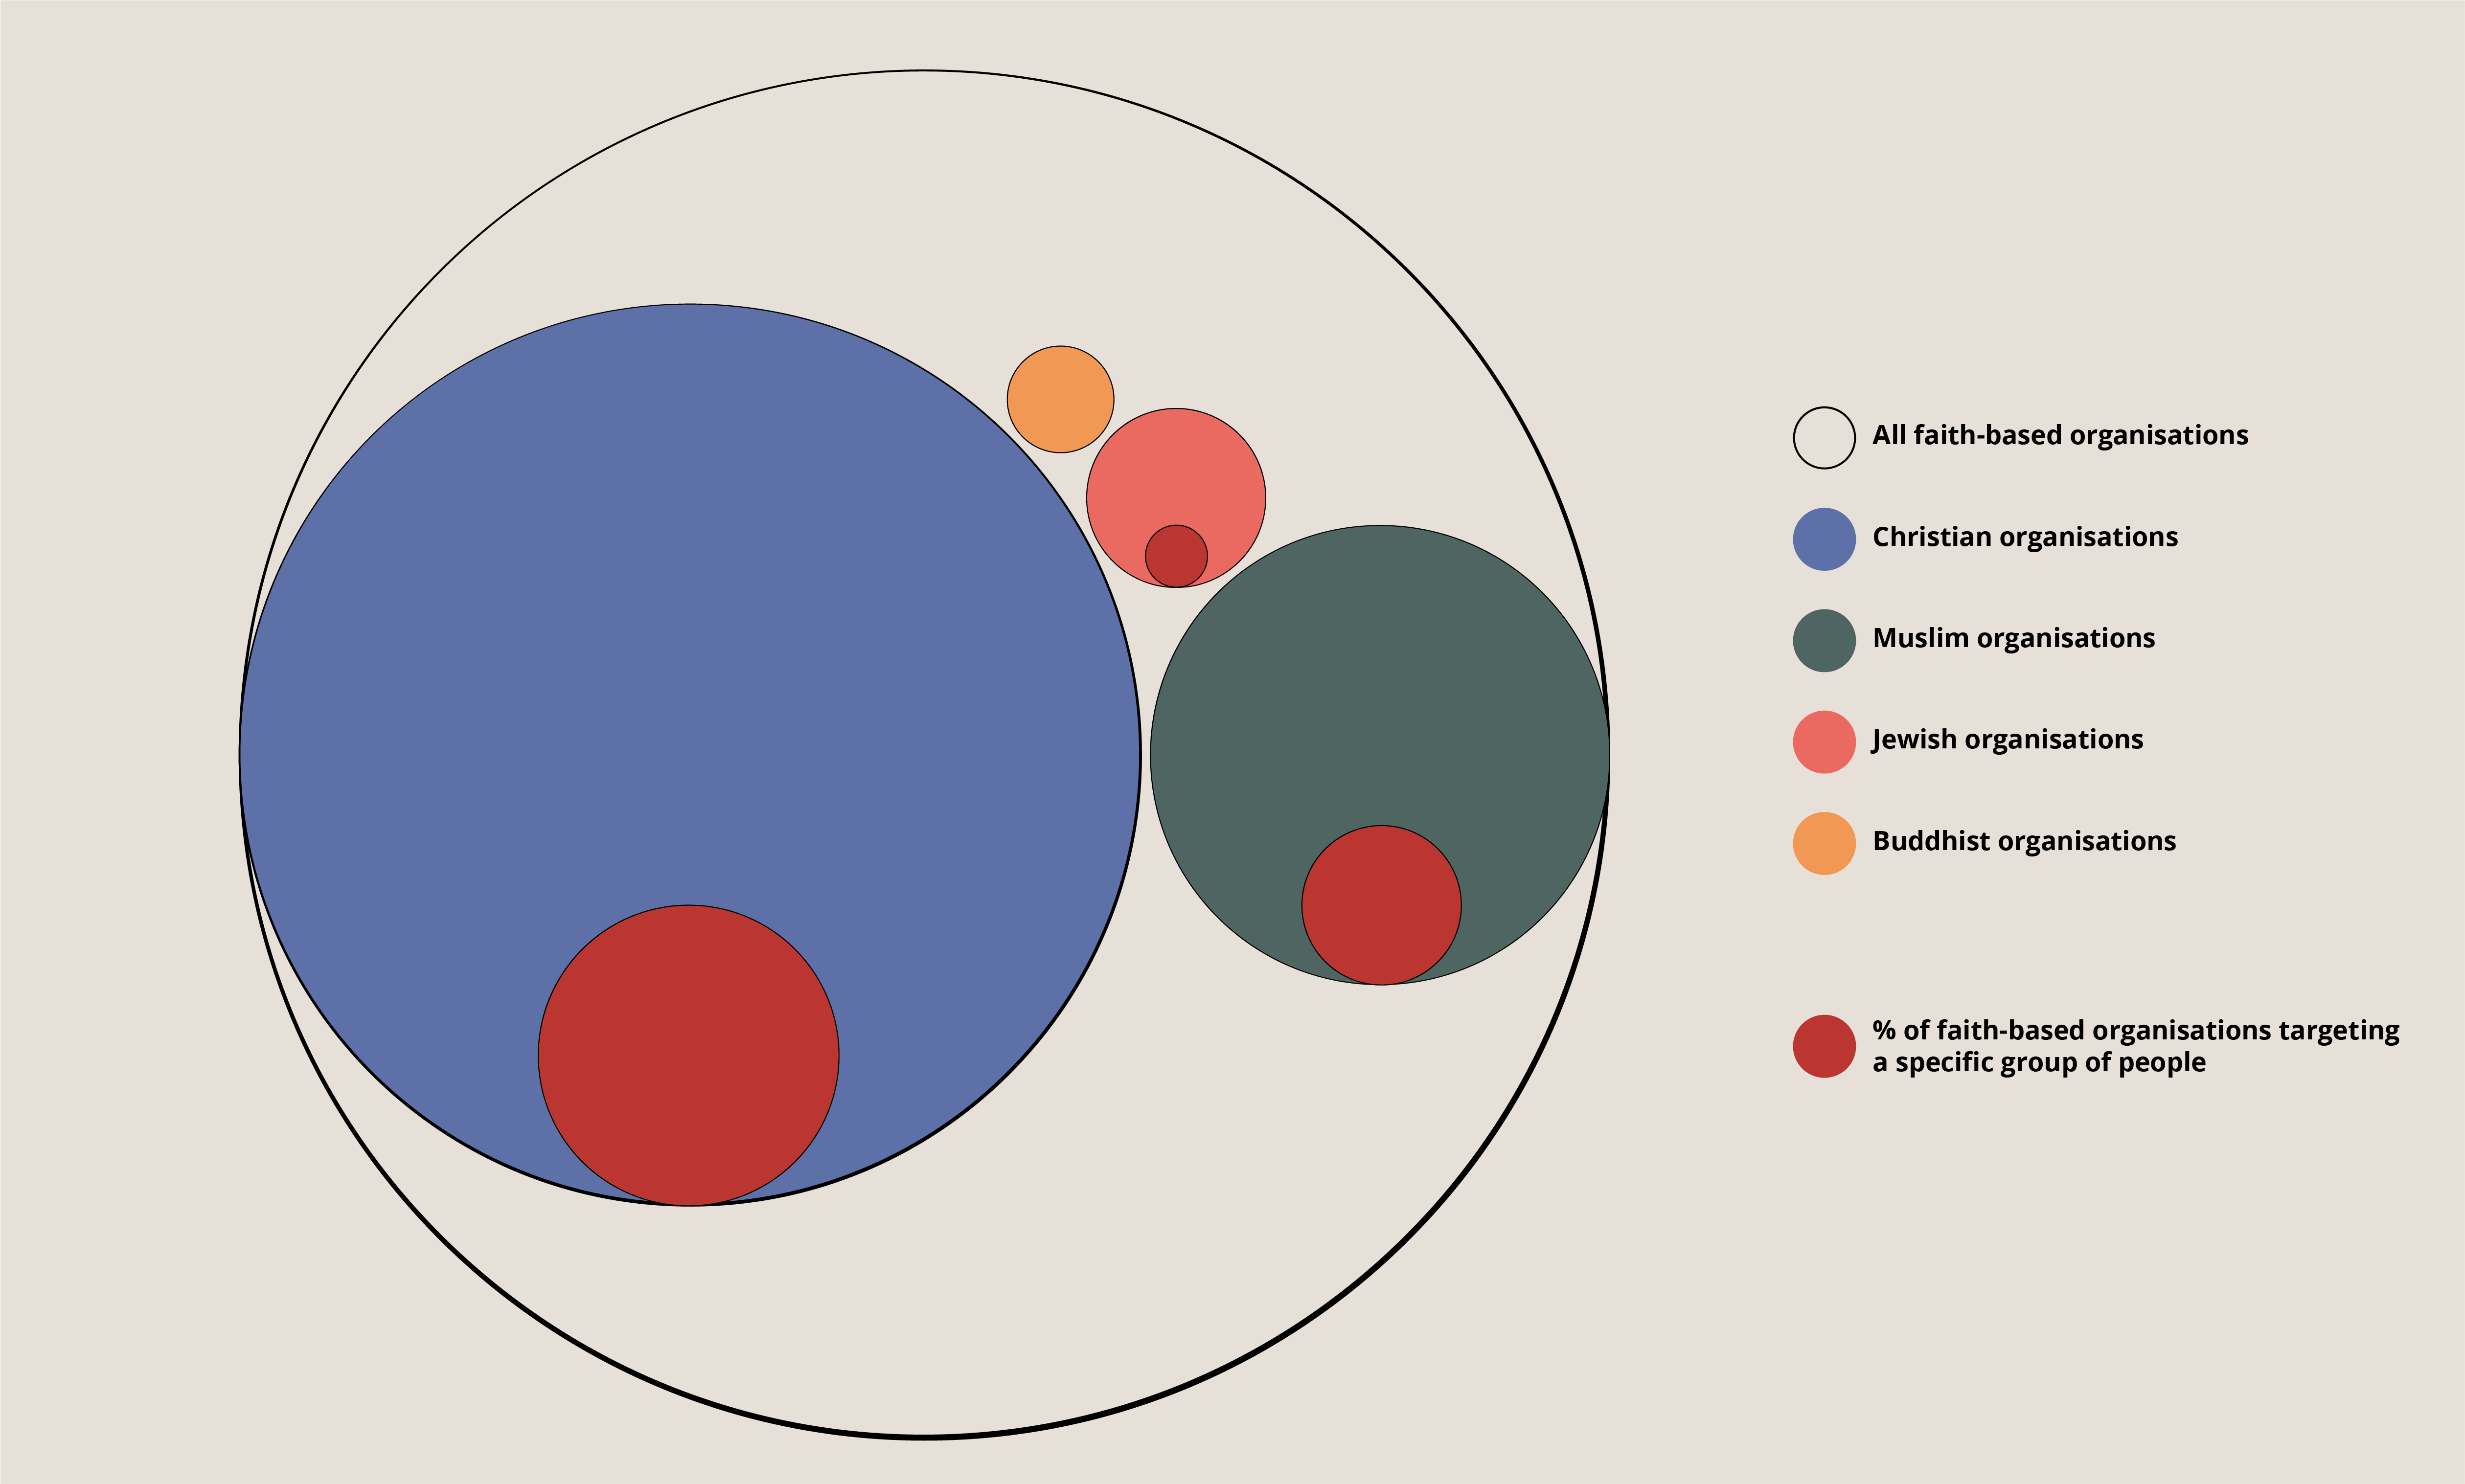 All faith-based organisations
Christian organisations
Muslim organisations
Jewish organisations
Buddhist organisations
% of faith-based organisations targeting
a specific group of people